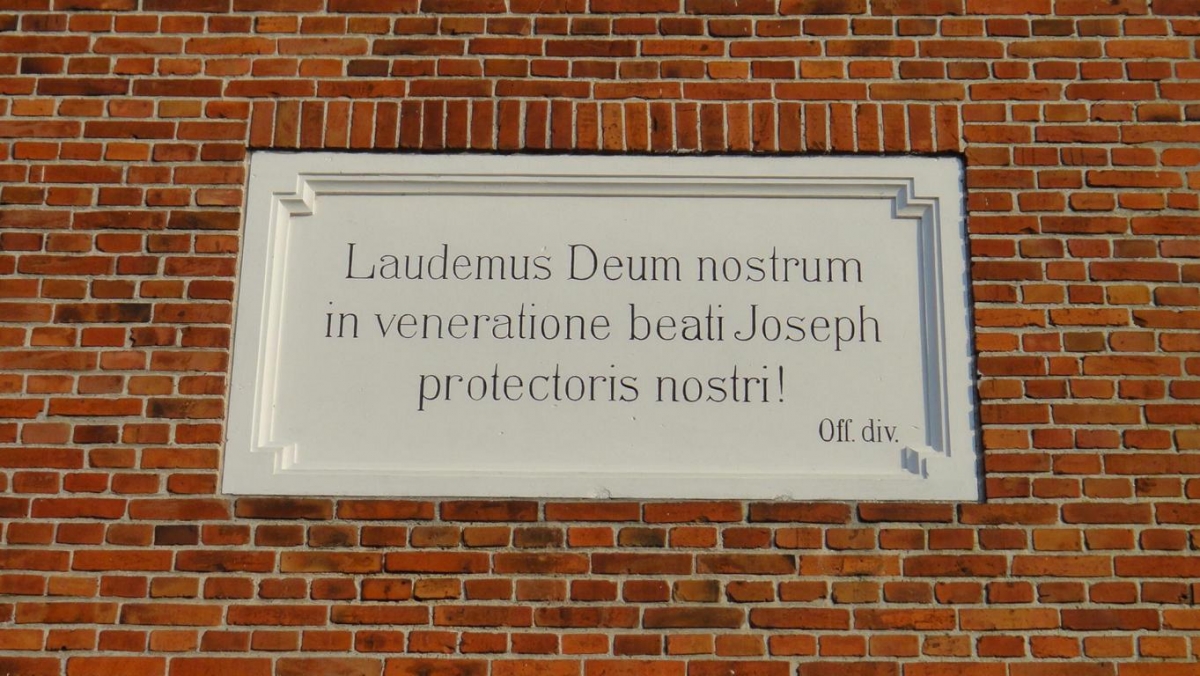 Laudemus Deum nostrum
in veneratione beati Joseph
protectoris nostri!
Off. div.